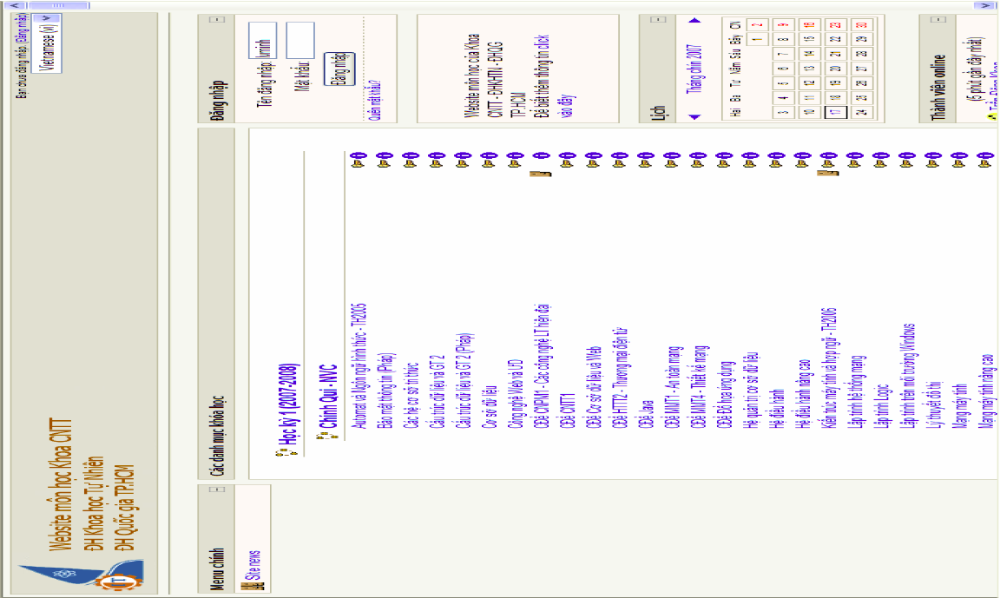 Bạn chưa đăng nhập. (Đăng nhập)
Vietnamese (vi)
Website môn học Khoa CNTT
ĐH Khoa học Tự Nhiên
ĐH Quốc gia TP.HCM
Menu chính
Site news
Các danh mục khóa học
Học kỳ 1 (2007-2008)
Chính Qui - NVC
Automat và Ngôn ngữ hình thức - TH2005
Bảo mật thông tin (Pháp)
Các hệ cơ sở tri thức
Cấu trúc dữ liệu và GT 2
Cấu trúc dữ liệu và GT 2 (Pháp)
Cơ sở dữ liệu
Công nghệ Web và UD
CĐề CNPM1 - Các công nghệ LT hiện đại
CĐề CNTT1
CĐề Cơ sở dữ liệu và Web
CĐề HTTT2 - Thương mại điện tử
CĐề Java
CĐề MMT1 - An toàn mạng
CĐề MMT4 - Thiết kế mạng
CĐề Đồ họa ứng dụng
Hệ quản trị cơ sở dữ liệu
Hệ điều hành
Hệ điều hành nâng cao
Kiến trúc máy tính và hợp ngữ - TH2006
Lập trình hệ thống mạng
Lập trình Logic
Lập trình trên môi trường Windows
Lý thuyết đồ thị
Mạng máy tính
Mạng máy tính nâng cao
Đăng nhập
Tên đăng nhập:
Mật khẩu:
Đăng nhập
Quên mật khẩu?
Website môn học của Khoa
CNTT - ĐHKHTN - ĐHQG
TP.HCM
Để biết thêm thông tin click
vào đây
Lịch
Tháng chín 2007
Hai Ba Tư Năm Sáu Bảy CN
1 2
3 4 5 6 7 8 9
10 11 12 13 14 15 16
17 18 19 20 21 22 23
24 25 26 27 28 29 30
Thành viên online
(5 phút gần đây nhất)